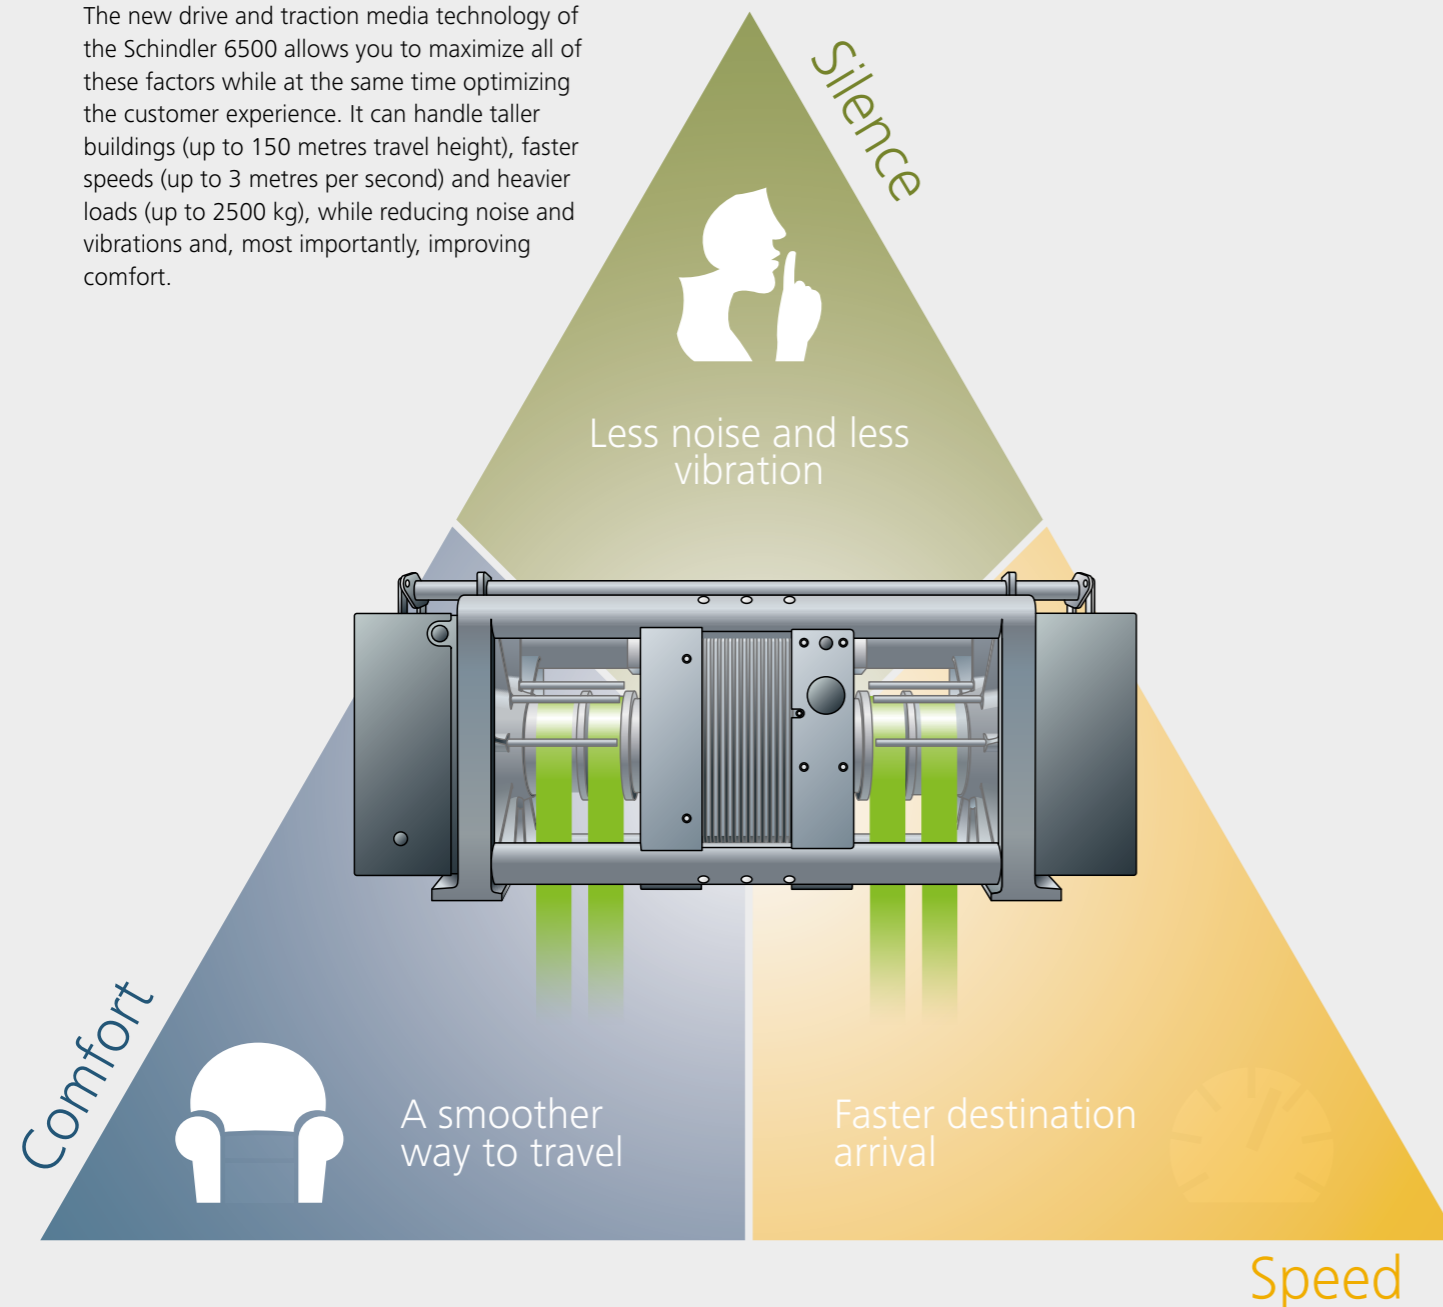 The new drive and traction media technology of
the Schindler 6500 allows you to maximize all of
these factors while at the same time optimizing
the customer experience. It can handle taller
buildings (up to 150 metres travel height), faster
speeds (up to 3 metres per second) and heavier
loads (up to 2500 kg), while reducing noise and
vibrations and, most importantly, improving
comfort.
Silence
Less noise and less
vibration
Comfort
A smoother
way to travel
Faster destination
arrival
Speed